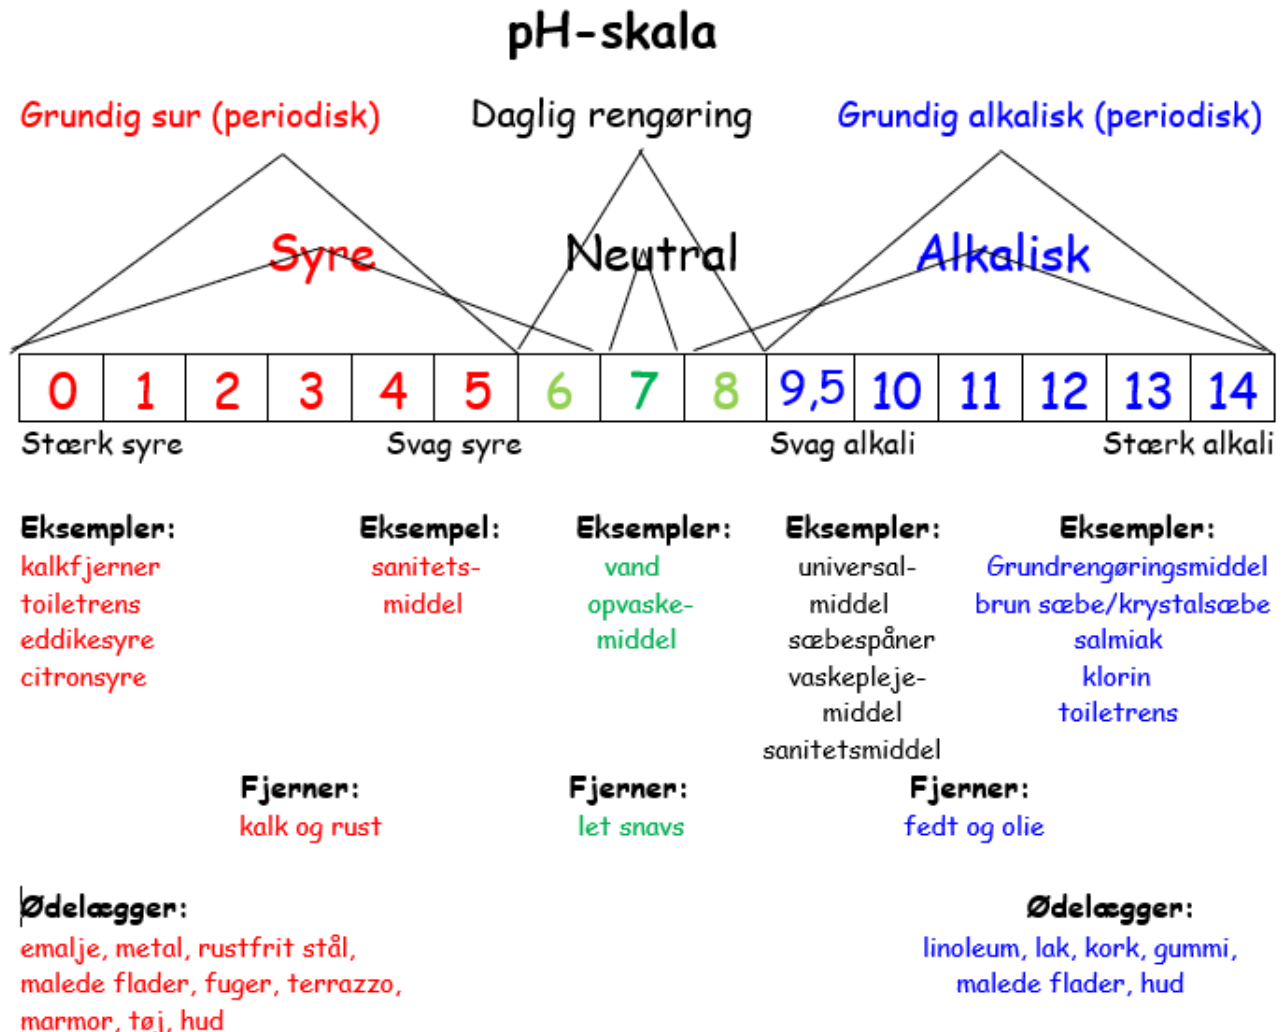 pH-skala
Grundig sur (periodisk)
Daglig rengøring
Grundig alkalisk (periodisk)
Syre
Neutral
Alkalisk
0 1 2 3 4 5 6 7 8 9,5 10 11 12 13 14
Stærk syre
Svag syre
Svag alkali
Stærk alkali
Eksempler:
kalkfjerner
toiletrens
eddikesyre
citronsyre
Eksempel:
sanitets-
middel
Eksempler:
vand
opvaske-
middel
Eksempler:
universal-
middel
sæbespåner
vaskepleje-
middel
sanitetsmiddel
Eksempler:
Grundrengøringsmiddel
brun sæbe/krystalsæbe
salmiak
klorin
toiletrens
Fjerner:
kalk og rust
Fjerner:
let snavs
Fjerner:
fedt og olie
Ødelægger:
emalje, metal, rustfrit stål,
malede flader, fuger, terrazzo,
marmor, tøj, hud
Ødelægger:
linoleum, lak, kork, gummi,
malede flader, hud